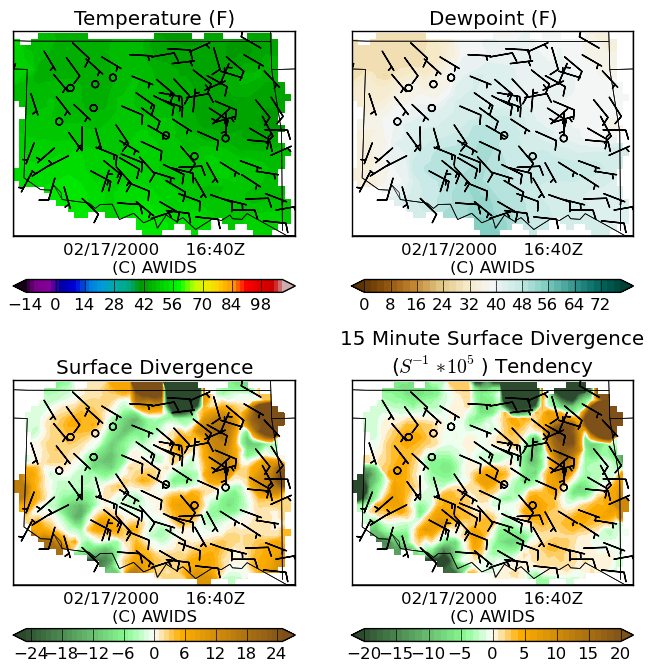 Temperature (F)
Dewpoint (F)
02/17/2000 16:40Z
(C) AWIDS
02/17/2000 16:40Z
(C) AWIDS
−14 0 14 28 42 56 70 84 98
0 8 16 24 32 40 48 56 64 72
Surface Divergence
15 Minute Surface Divergence
(S⁻¹ ∗10⁵ ) Tendency
02/17/2000 16:40Z
(C) AWIDS
02/17/2000 16:40Z
(C) AWIDS
−24 −18 −12 −6 0 6 12 18 24
−20 −15 −10 −5 0 5 10 15 20